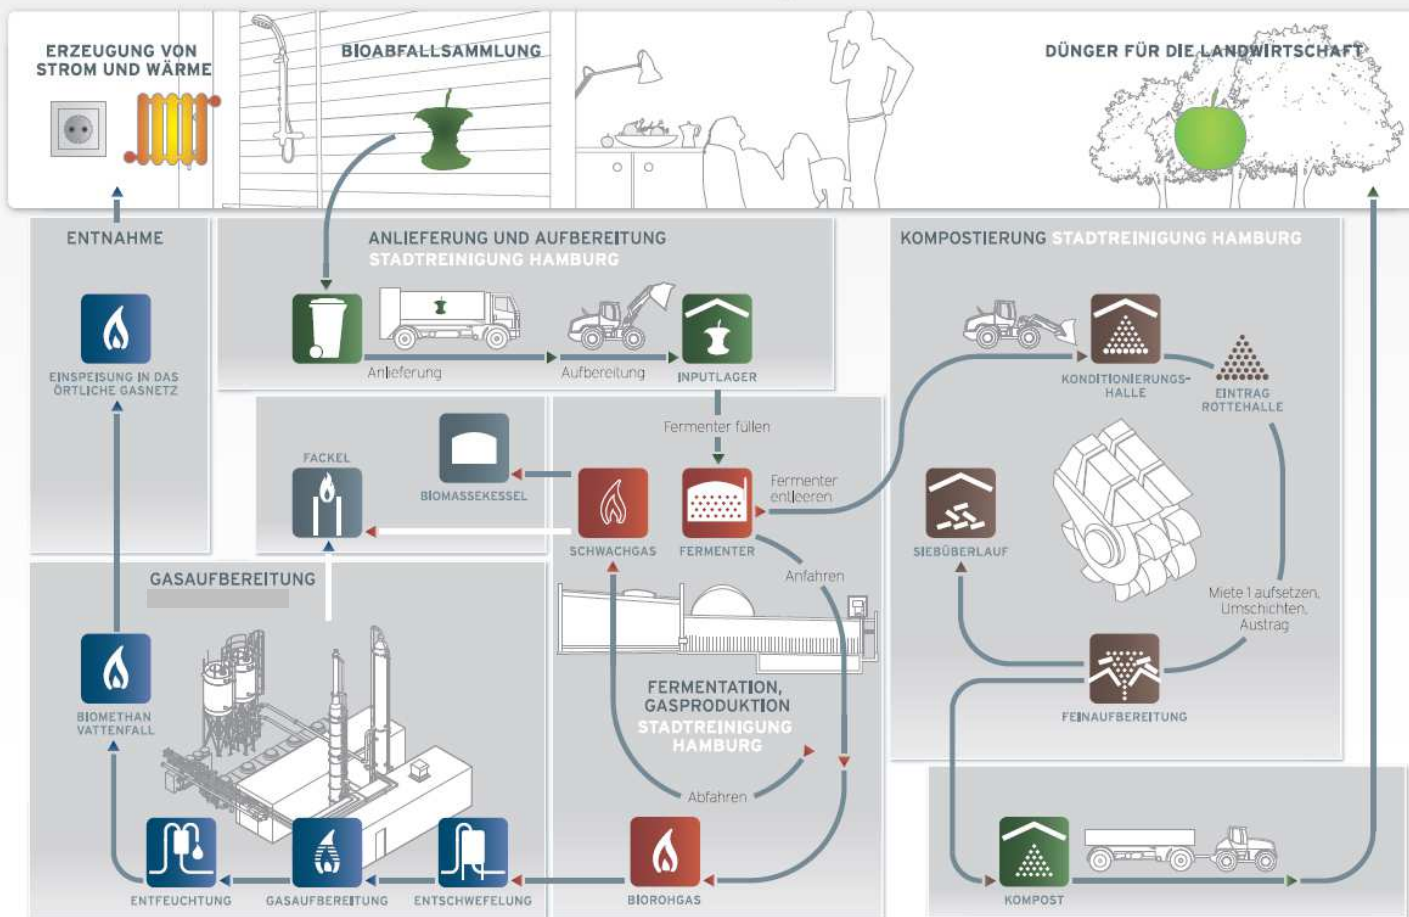 ERZEUGUNG VON
STROM UND WÄRME
BIOABFALLSAMMLUNG
DÜNGER FÜR DIE LANDWIRTSCHAFT
ENTNAHME
EINSPEISUNG IN DAS
ÖRTLICHE GASNETZ
ANLIEFERUNG UND AUFBEREITUNG
STADTREINIGUNG HAMBURG
Anlieferung
Aufbereitung
INPUTLAGER
KOMPOSTIERUNG STADTREINIGUNG HAMBURG
KONDITIONIERUNGS-
HALLE
EINTRAG
ROTTEHALLE
Fermenter füllen
FACKEL
BIOMASSEKESSEL
SCHWACHGAS
FERMENTER
Fermenter
entleeren
Anfahren
SIEBÜBERLAUF
Miete 1 aufsetzen,
Umschichten,
Austrag
FEINAUFBEREITUNG
GASAUFBEREITUNG
BIOMETHAN
VATTENFALL
FERMENTATION,
GASPRODUKTION
STADTREINIGUNG
HAMBURG
Abfahren
ENTFEUCHTUNG
GASAUFBEREITUNG
ENTSCHWEFELUNG
BIOROHGAS
KOMPOST